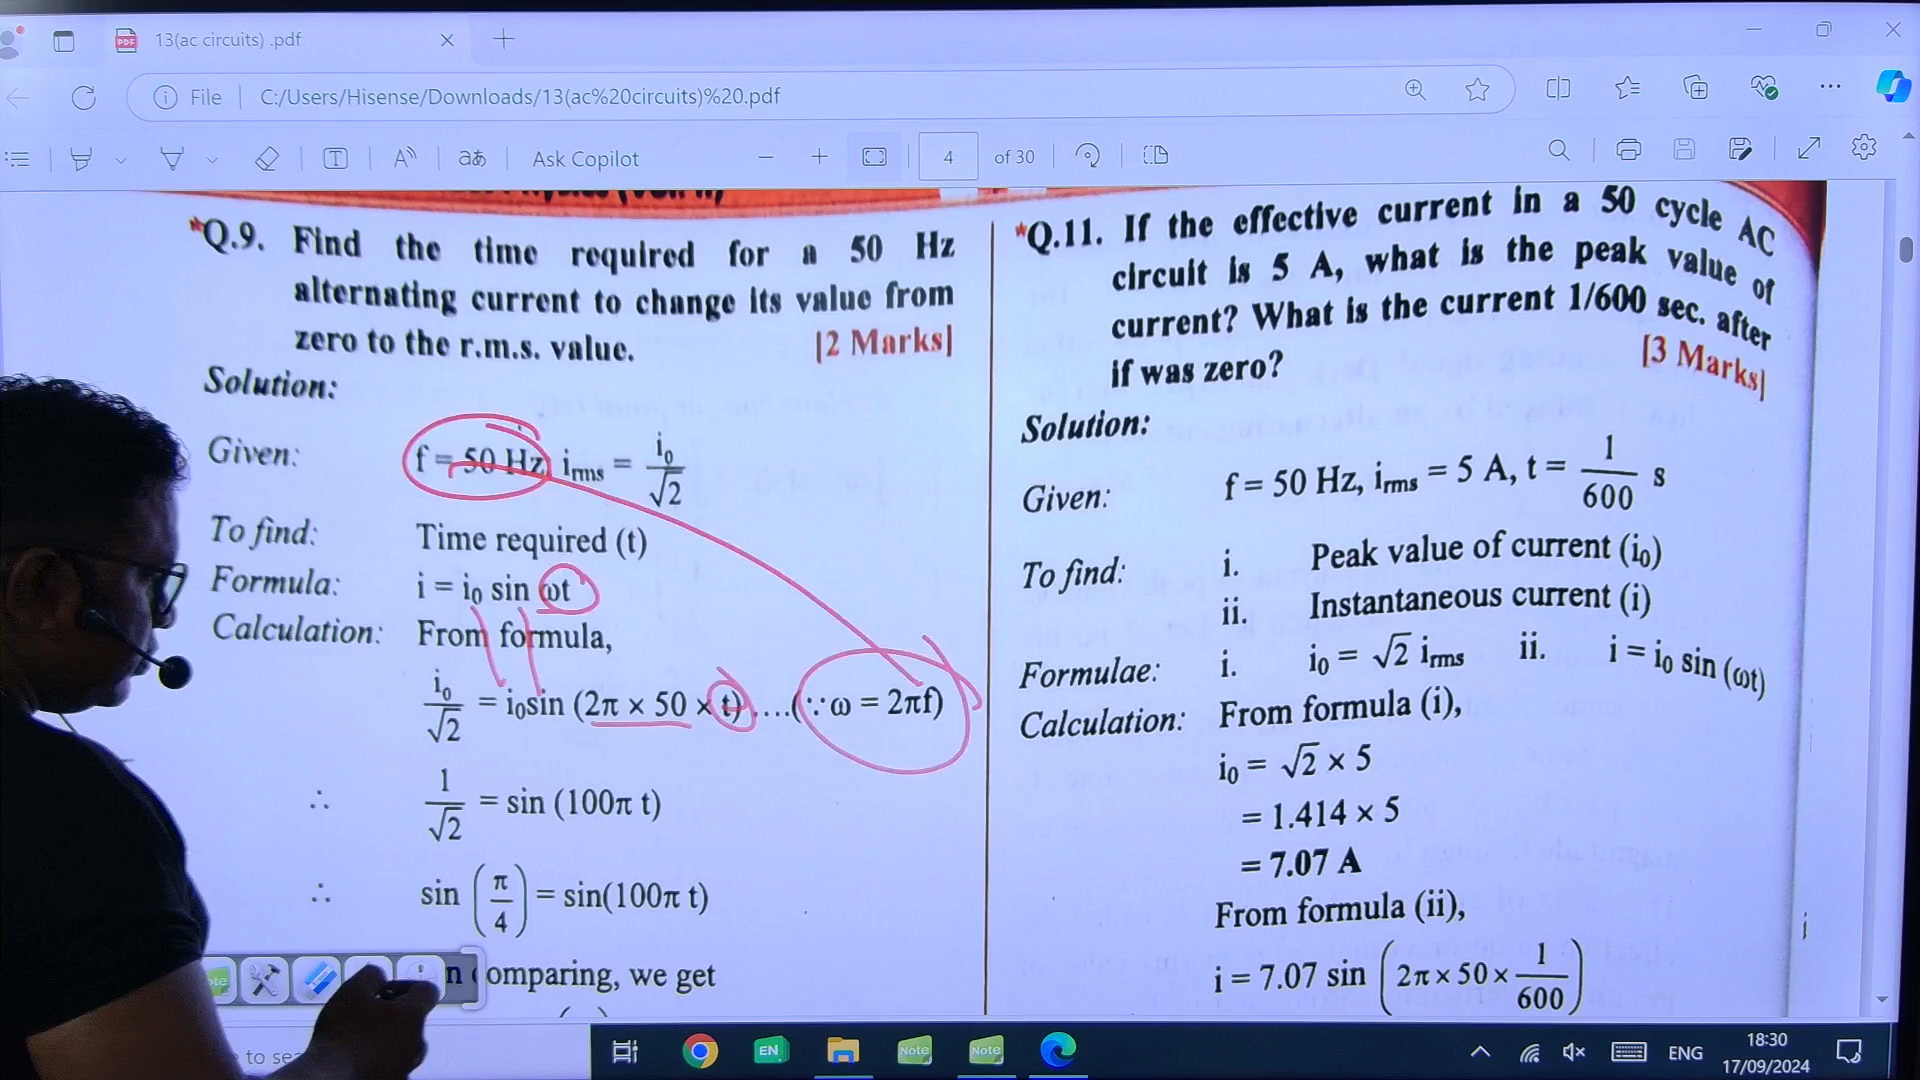 13(ac circuits) .pdf
File
C:/Users/Hisense/Downloads/13(ac%20circuits)%20.pdf
Ask Copilot
4
of 30
*Q.9. Find the time required for a 50 Hz
alternating current to change its value from
zero to the r.m.s. value. [2 Marks]
Solution:
Given: f = 50 Hz, i_rms = i₀/√2
To find: Time required (t)
Formula: i = i₀ sin ωt
Calculation: From formula,
i₀/√2 = i₀sin (2π × 50 × t)....(∵ω = 2πf)
∴ 1/√2 = sin (100π t)
∴ sin (π/4) = sin(100π t)
omparing, we get
*Q.11. If the effective current in a 50 cycle AC
circuit is 5 A, what is the peak value of
current? What is the current 1/600 sec. after
if was zero? [3 Marks]
Solution:
Given: f = 50 Hz, i_rms = 5 A, t = 1/600 s
To find: i. Peak value of current (i₀)
ii. Instantaneous current (i)
Formulae: i. i₀ = √2 i_rms ii. i = i₀ sin (ωt)
Calculation: From formula (i),
i₀ = √2 × 5
= 1.414 × 5
= 7.07 A
From formula (ii),
i = 7.07 sin (2π × 50 × 1/600)
to sea
EN
Note
Note
ENG
18:30
17/09/2024